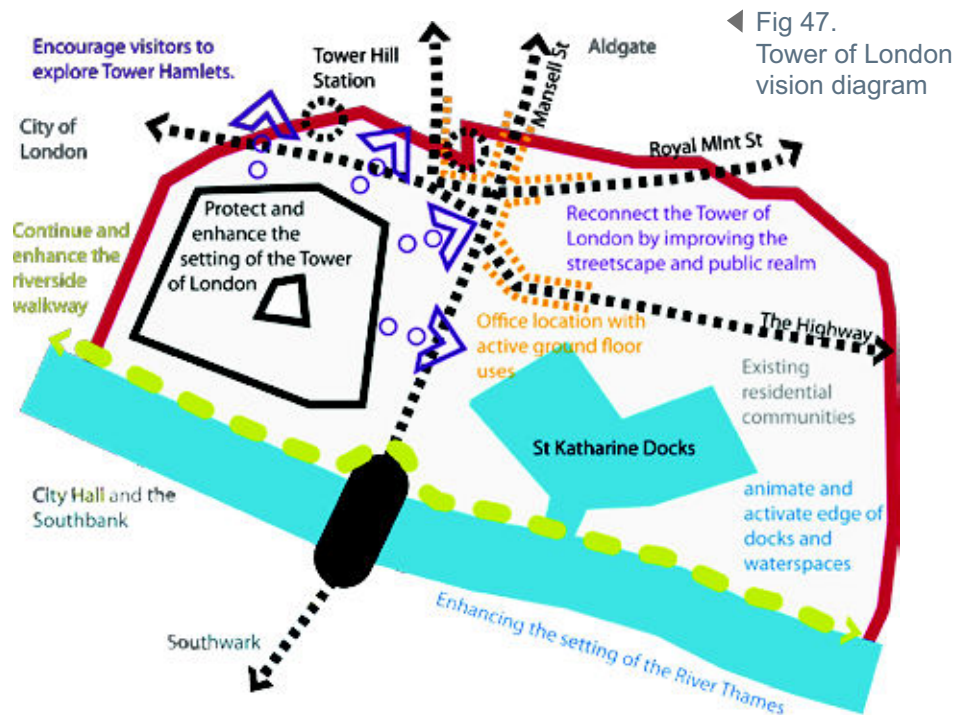 Fig 47.
Tower of London
vision diagram
Encourage visitors to
explore Tower Hamlets.
Tower Hill
Station
Mansell St
Aldgate
City of
London
Royal MInt St
Protect and
enhance the
setting of the Tower
of London
Reconnect the Tower of
London by improving the
streetscape and public realm
Continue and
enhance the
riverside
walkway
Office location with
active ground floor
uses
The Highway
Existing
residential
communities
St Katharine Docks
City Hall and the
Southbank
animate and
activate edge of
docks and
waterspaces
Enhancing the setting of the River Thames
Southwark